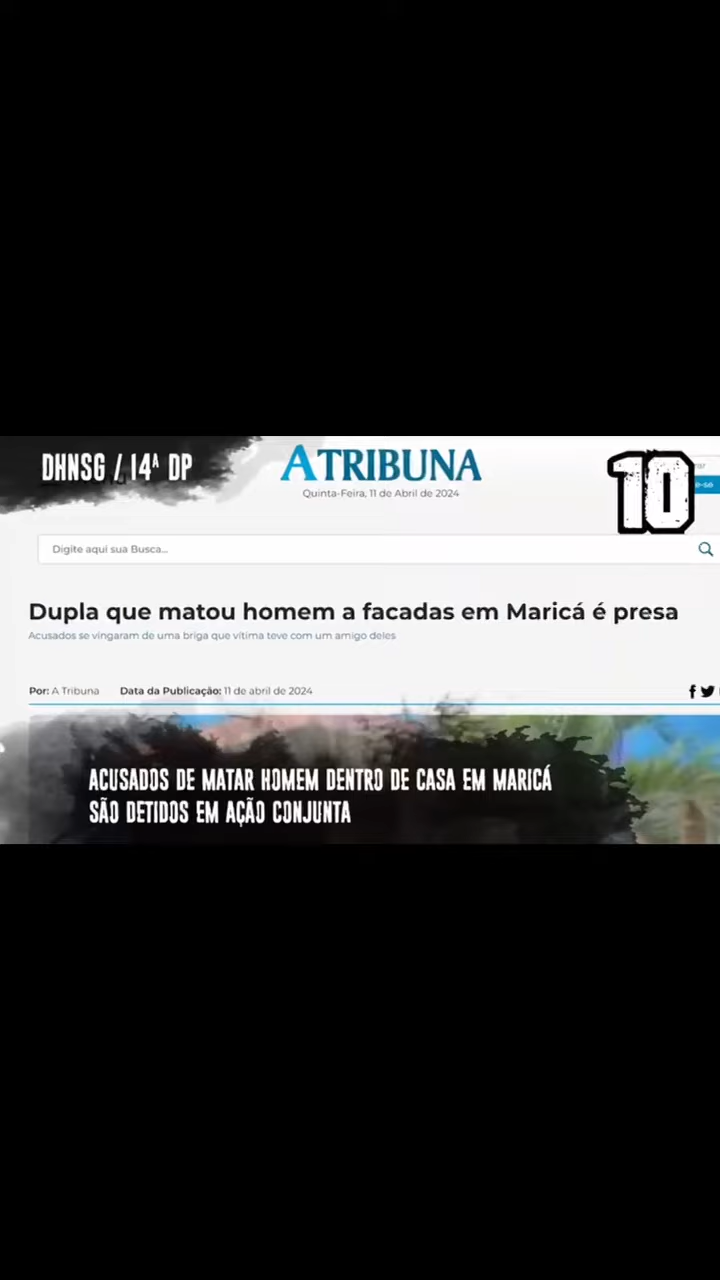 DHNSG / 14ª DP
A TRIBUNA
10
Quinta-Feira, 11 de Abril de 2024
Digite aqui sua Busca...
Dupla que matou homem a facadas em Maricá é presa
Acusados se vingaram de uma briga que vítima teve com um amigo deles
Por: A Tribuna Data da Publicação: 11 de abril de 2024
ACUSADOS DE MATAR HOMEM DENTRO DE CASA EM MARICÁ
SÃO DETIDOS EM AÇÃO CONJUNTA